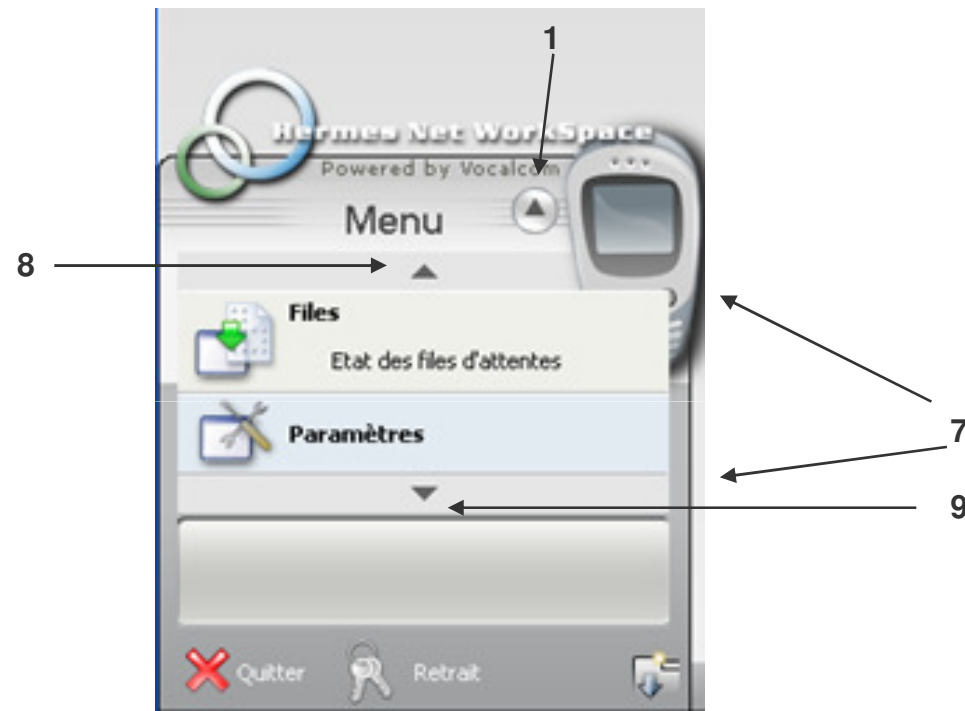 1
Hermes Net WorkSpace
Powered by Vocalcom
Menu
8
Files
Etat des files d'attentes
7
Paramètres
9
Quitter
Retrait